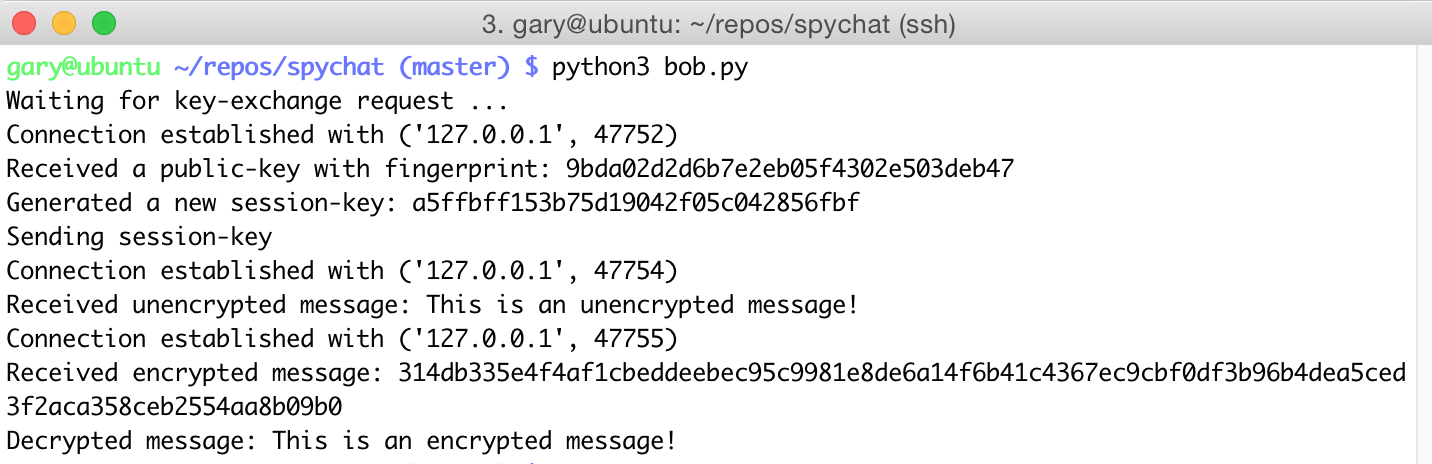 3. gary@ubuntu: ~/repos/spychat (ssh)
gary@ubuntu ~/repos/spychat (master) $ python3 bob.py
Waiting for key-exchange request ...
Connection established with ('127.0.0.1', 47752)
Received a public-key with fingerprint: 9bda02d2d6b7e2eb05f4302e503deb47
Generated a new session-key: a5ffbff153b75d19042f05c042856fbf
Sending session-key
Connection established with ('127.0.0.1', 47754)
Received unencrypted message: This is an unencrypted message!
Connection established with ('127.0.0.1', 47755)
Received encrypted message: 314db335e4f4af1cbeddeebec95c9981e8de6a14f6b41c4367ec9cbf0df3b96b4dea5ced
3f2aca358ceb2554aa8b09b0
Decrypted message: This is an encrypted message!